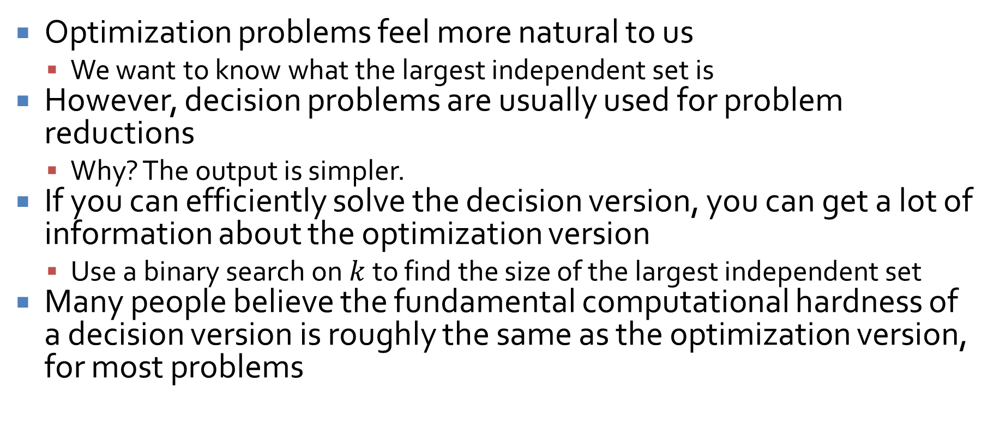 Optimization problems feel more natural to us
We want to know what the largest independent set is
However, decision problems are usually used for problem
reductions
Why? The output is simpler.
If you can efficiently solve the decision version, you can get a lot of
information about the optimization version
Use a binary search on k to find the size of the largest independent set
Many people believe the fundamental computational hardness of
a decision version is roughly the same as the optimization version,
for most problems